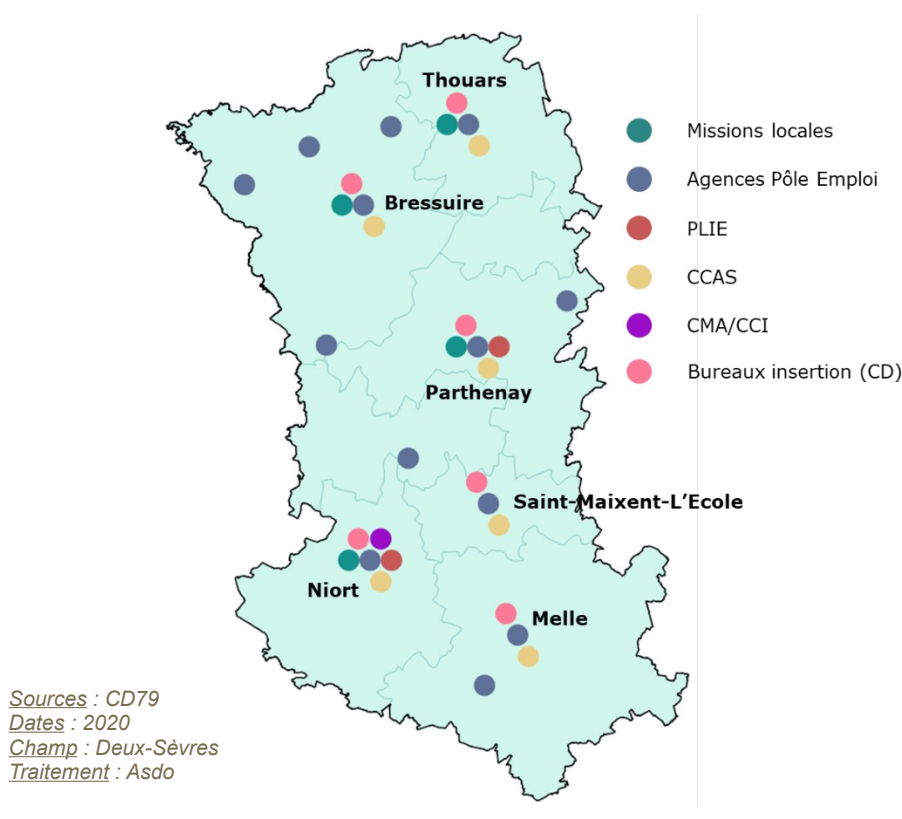 Thouars
Bressuire
Parthenay
Saint-Maixent-L’Ecole
Niort
Melle
Missions locales
Agences Pôle Emploi
PLIE
CCAS
CMA/CCI
Bureaux insertion (CD)
Sources : CD79
Dates : 2020
Champ : Deux-Sèvres
Traitement : Asdo